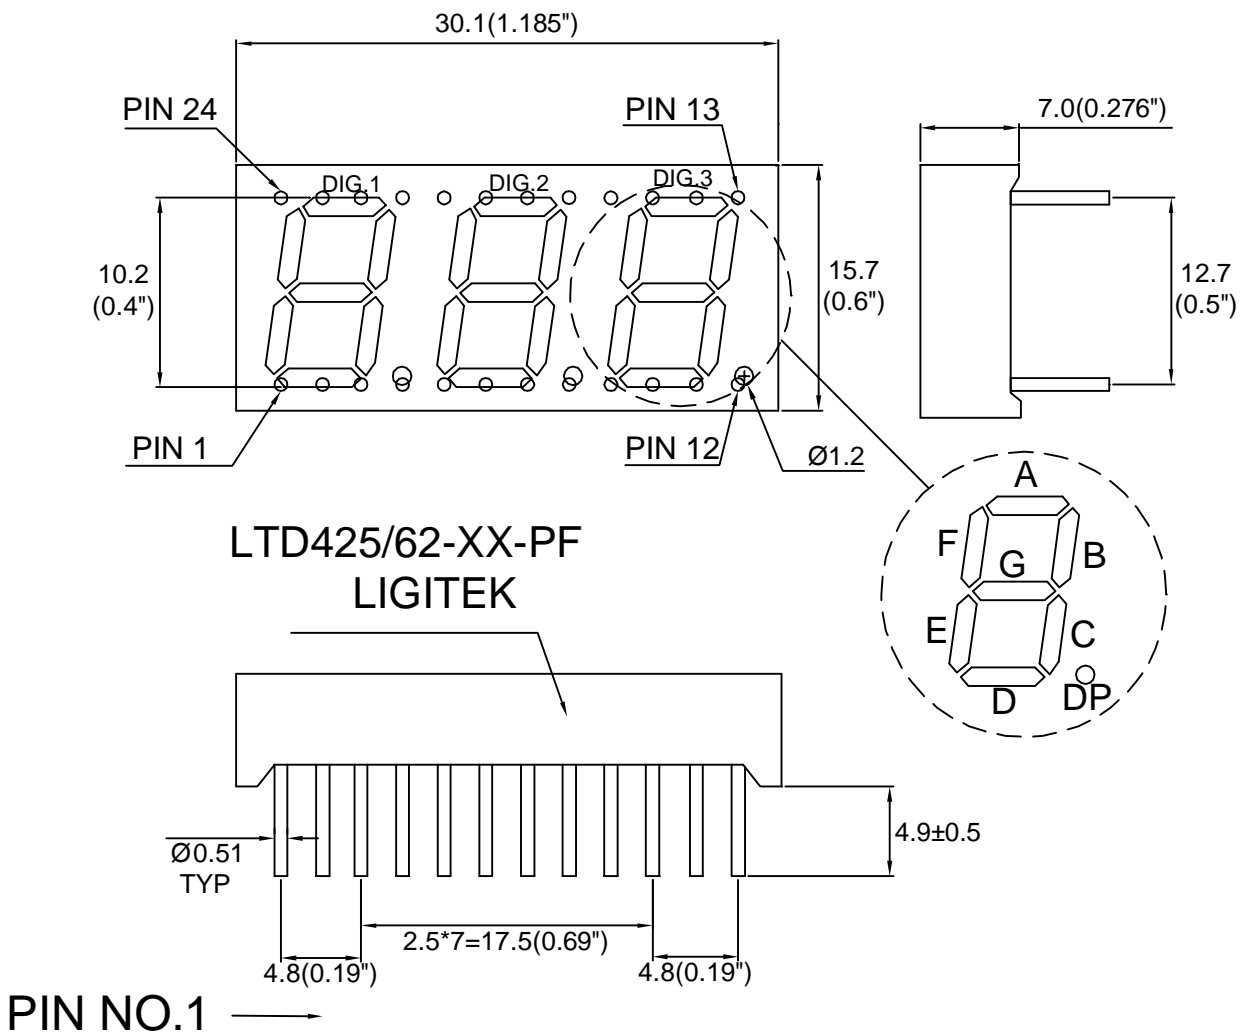 30.1(1.185")
PIN 24
PIN 13
7.0(0.276")
DIG.1
DIG.2
DIG.3
10.2
(0.4")
15.7
(0.6")
12.7
(0.5")
PIN 1
PIN 12
Ø1.2
A
F
B
G
E
C
D
DP
LTD425/62-XX-PF
LIGITEK
Ø0.51
TYP
4.9±0.5
2.5*7=17.5(0.69")
4.8(0.19")
4.8(0.19")
PIN NO.1